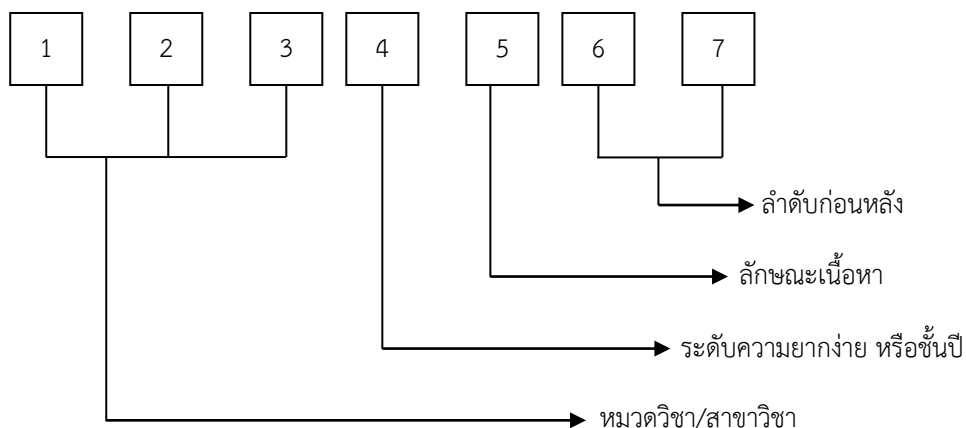 1 2 3 4 5 6 7
ลำดับก่อนหลัง
ลักษณะเนื้อหา
ระดับความยากง่าย หรือชั้นปี
หมวดวิชา/สาขาวิชา